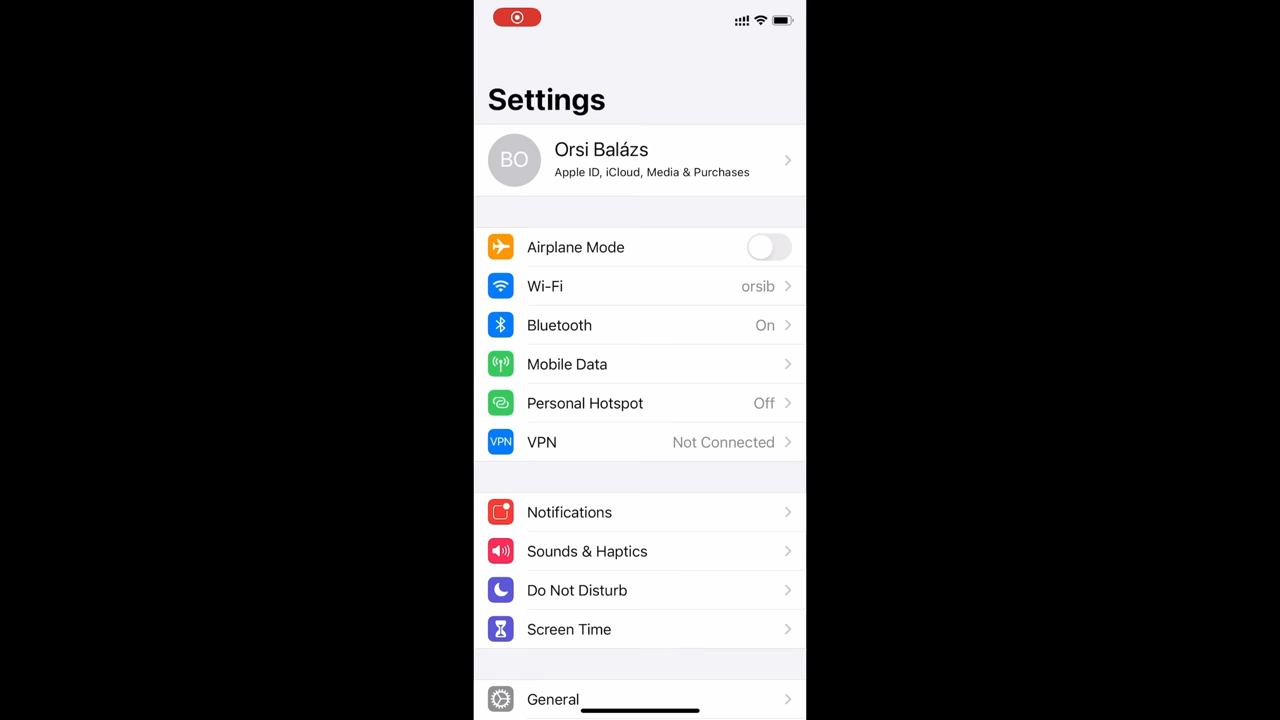 Settings
BO
Orsi Balázs
Apple ID, iCloud, Media & Purchases
Airplane Mode
Wi-Fi orsib
Bluetooth On
Mobile Data
Personal Hotspot Off
VPN VPN Not Connected
Notifications
Sounds & Haptics
Do Not Disturb
Screen Time
General